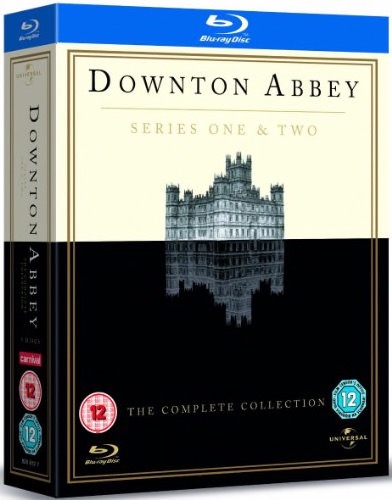 Blu-ray Disc
DOWNTON ABBEY
SERIES ONE & TWO
THE COMPLETE COLLECTION
12
12
Blu-ray Disc
UNIVERSAL
UNIVERSAL
DOWNTON ABBEY
carnival
12
12